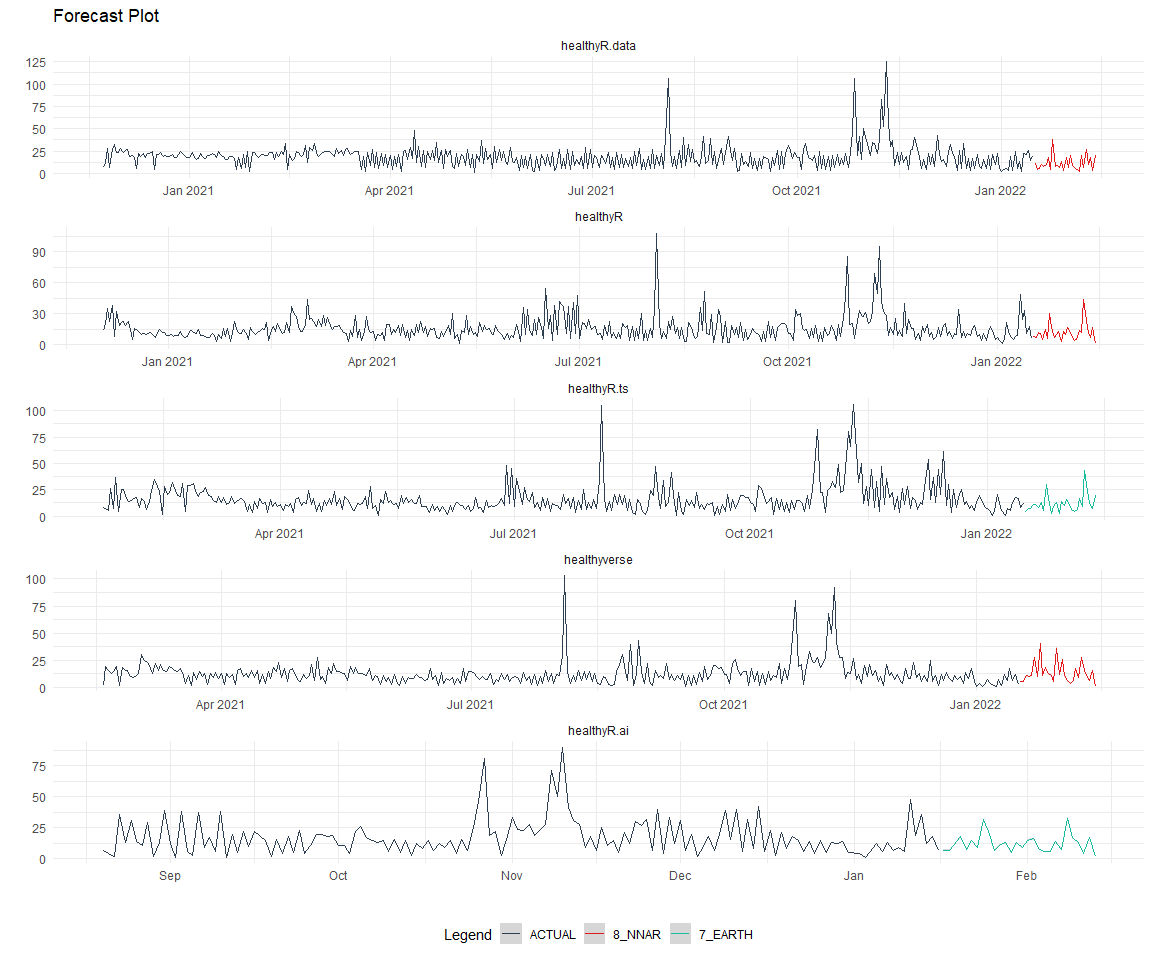 Forecast Plot
healthyR.data
125
100
75
50
25
0
Jan 2021 Apr 2021 Jul 2021 Oct 2021 Jan 2022
healthyR
90
60
30
0
Jan 2021 Apr 2021 Jul 2021 Oct 2021 Jan 2022
healthyR.ts
100
75
50
25
0
Apr 2021 Jul 2021 Oct 2021 Jan 2022
healthyverse
100
75
50
25
0
Apr 2021 Jul 2021 Oct 2021 Jan 2022
healthyR.ai
75
50
25
0
Sep Oct Nov Dec Jan Feb
Legend ACTUAL 8_NNAR 7_EARTH